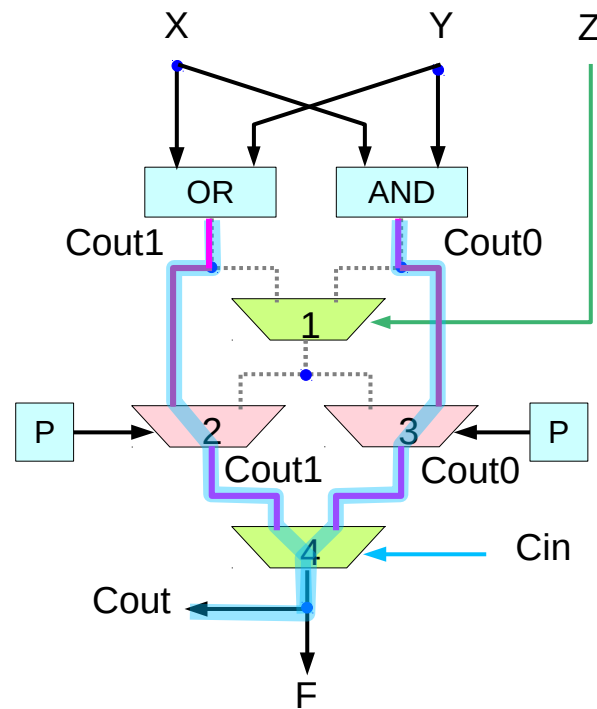 X Y Z
OR AND
Cout1 Cout0
1
P 2 3 P
Cout1 Cout0
4 Cin
Cout
F